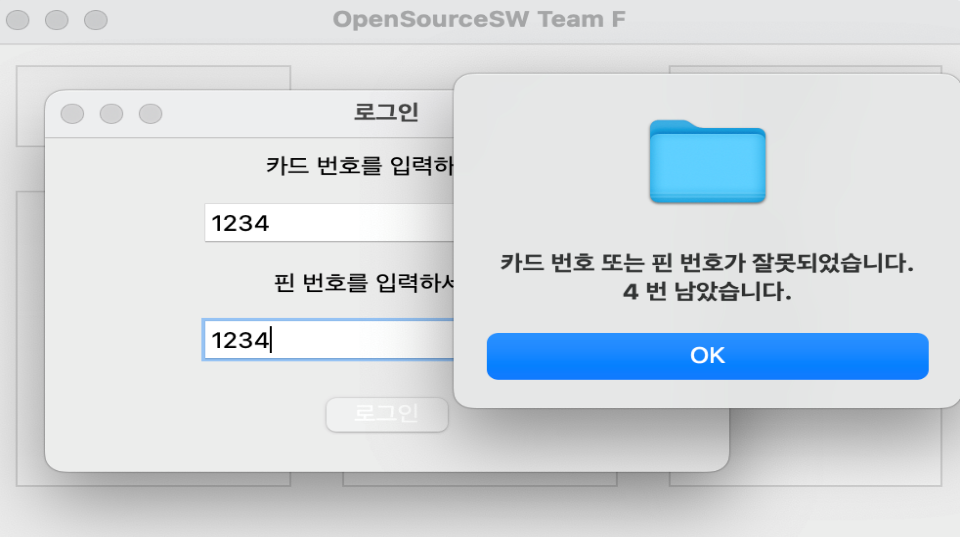 OpenSourceSW Team F
로그인
카드 번호를 입력하
1234
핀 번호를 입력하
1234
로그인
카드 번호 또는 핀 번호가 잘못되었습니다.
4 번 남았습니다.
OK